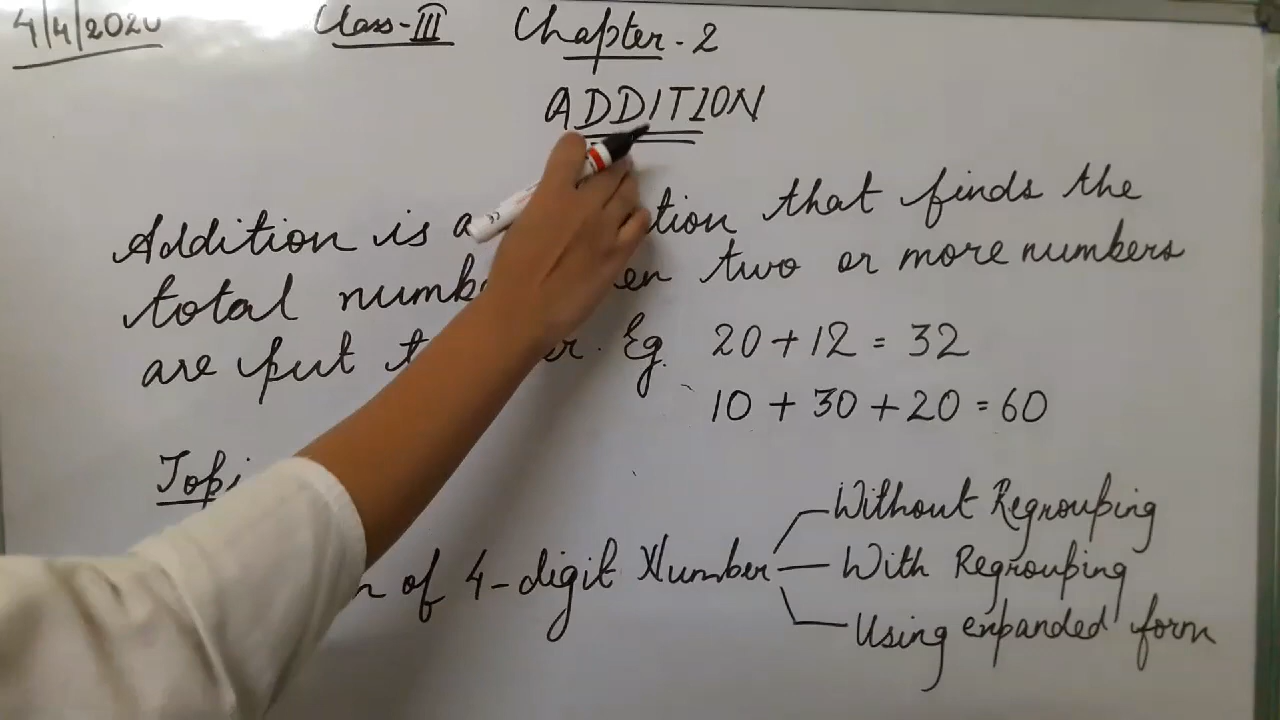 4/4/2020 Class-III Chapter-2
ADDITION
Addition is a tion that finds the
total numb en two or more numbers
are put t er. Eg. 20+12 = 32
10 + 30 + 20 = 60
Topi
n of 4-digit Number
Without Regrouping
With Regrouping
Using expanded form